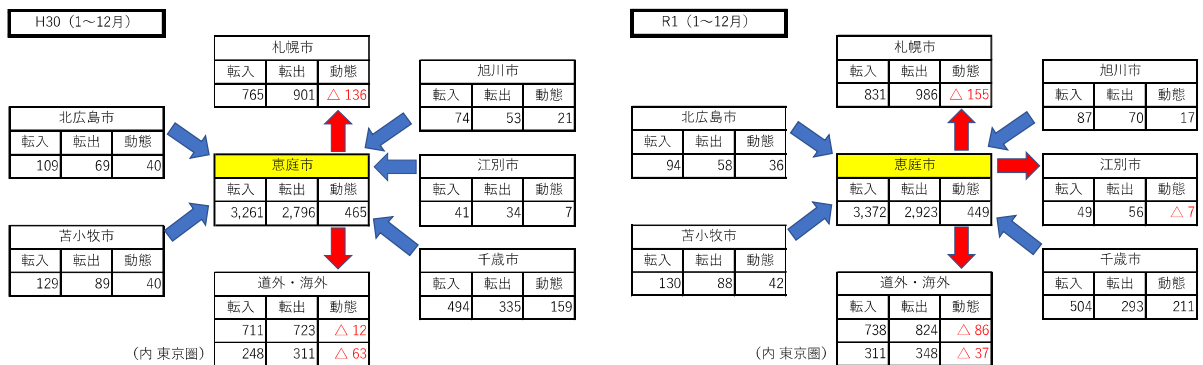 H30（1～12月）
札幌市
転入 転出 動態
765 901 △ 136
旭川市
転入 転出 動態
74 53 21
北広島市
転入 転出 動態
109 69 40
恵庭市
転入 転出 動態
3,261 2,796 465
江別市
転入 転出 動態
41 34 7
苫小牧市
転入 転出 動態
129 89 40
道外・海外
転入 転出 動態
711 723 △ 12
（内 東京圏） 248 311 △ 63
千歳市
転入 転出 動態
494 335 159
R1（1～12月）
札幌市
転入 転出 動態
831 986 △ 155
旭川市
転入 転出 動態
87 70 17
北広島市
転入 転出 動態
94 58 36
恵庭市
転入 転出 動態
3,372 2,923 449
江別市
転入 転出 動態
49 56 △ 7
苫小牧市
転入 転出 動態
130 88 42
道外・海外
転入 転出 動態
738 824 △ 86
（内 東京圏） 311 348 △ 37
千歳市
転入 転出 動態
504 293 211